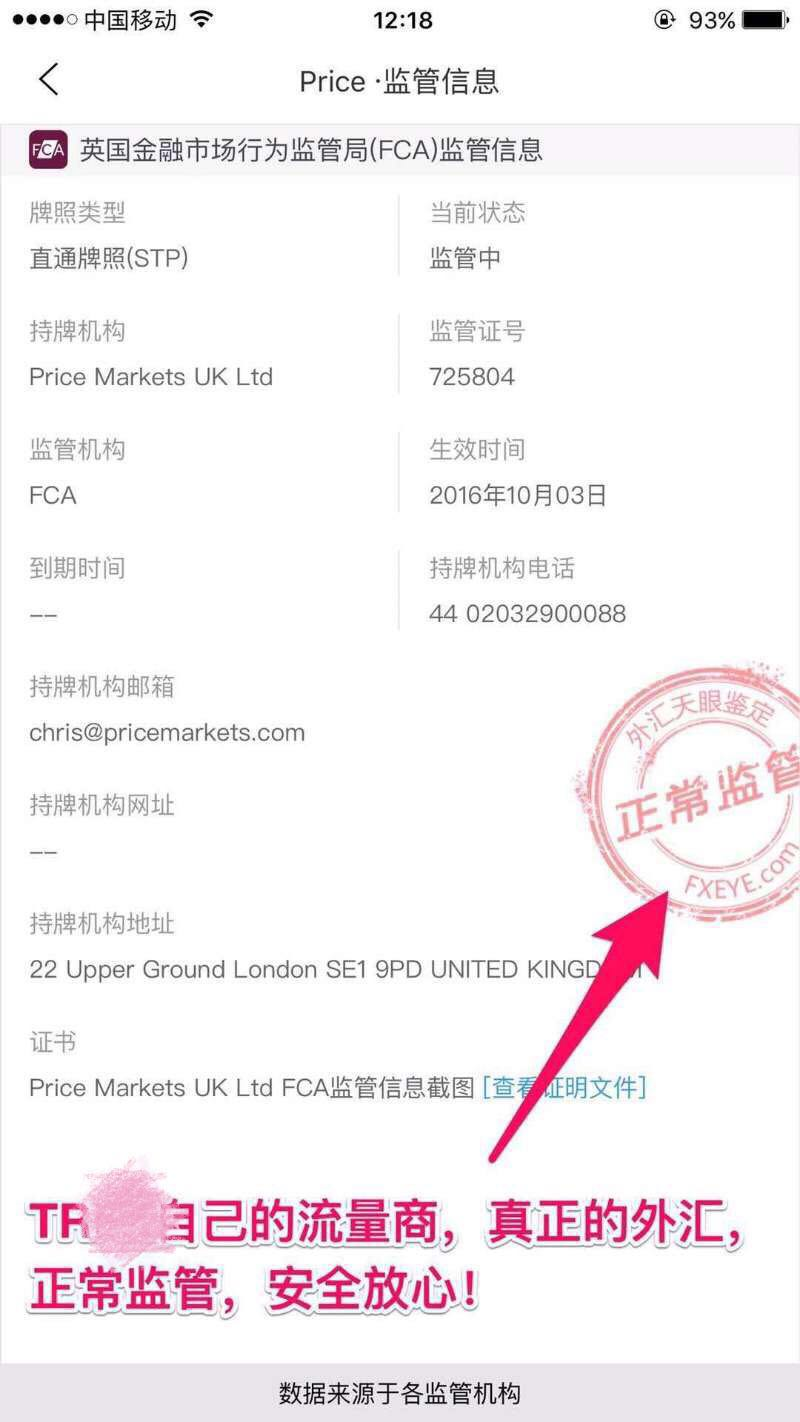 中国移动 12:18 93%
Price ·监管信息
FCA 英国金融市场行为监管局(FCA)监管信息
牌照类型 当前状态
直通牌照(STP) 监管中
持牌机构 监管证号
Price Markets UK Ltd 725804
监管机构 生效时间
FCA 2016年10月03日
到期时间 持牌机构电话
—— 44 02032900088
持牌机构邮箱
chris@pricemarkets.com
持牌机构网址
——
外汇天眼鉴定
正常监管
FXEYE.com
持牌机构地址
22 Upper Ground London SE1 9PD UNITED
证书
Price Markets UK Ltd FCA监管信息截图 [查看证明文件]
自己的流量商，真正的外汇，
正常监管，安全放心！
数据来源于各监管机构